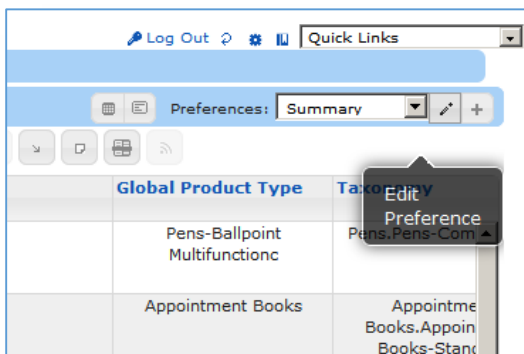 Log Out Quick Links
Preferences: Summary
Global Product Type Taxonomy
Edit
Preference
Pens-Ballpoint
Multifunctionc
Pens.Pens-Com
Appointment Books
Appointme
Books.Appoin
Books-Stand